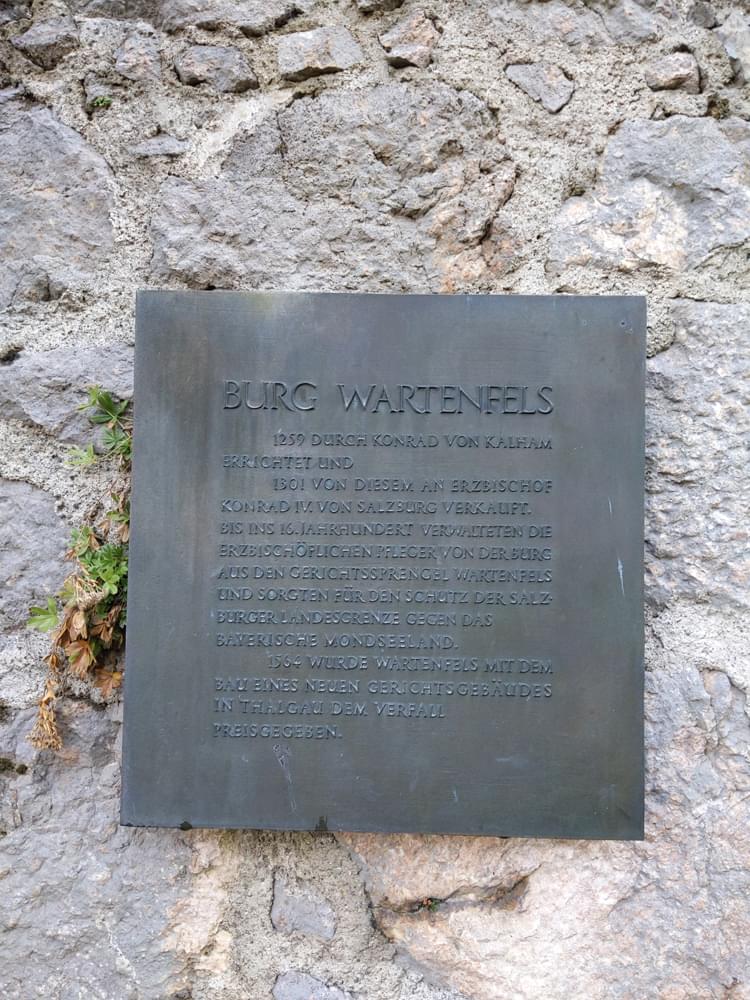 BURG WARTENFELS
1259 DURCH KONRAD VON KALHAM
ERRICHTET UND
1301 VON DIESEM AN ERZBISCHOF
KONRAD IV. VON SALZBURG VERKAUFT.
BIS INS 16. JAHRHUNDERT VERWALTETEN DIE
ERZBISCHÖFLICHEN PFLEGER VON DER BURG
AUS DEN GERICHTSSPRENGEL WARTENFELS
UND SORGTEN FÜR DEN SCHUTZ DER SALZ-
BURGER LANDESGRENZE GEGEN DAS
BAYERISCHE MONDSEELAND.
1564 WURDE WARTENFELS MIT DEM
BAU EINES NEUEN GERICHTSGEBÄUDES
IN THALGAU DEM VERFALL
PREISGEGEBEN.